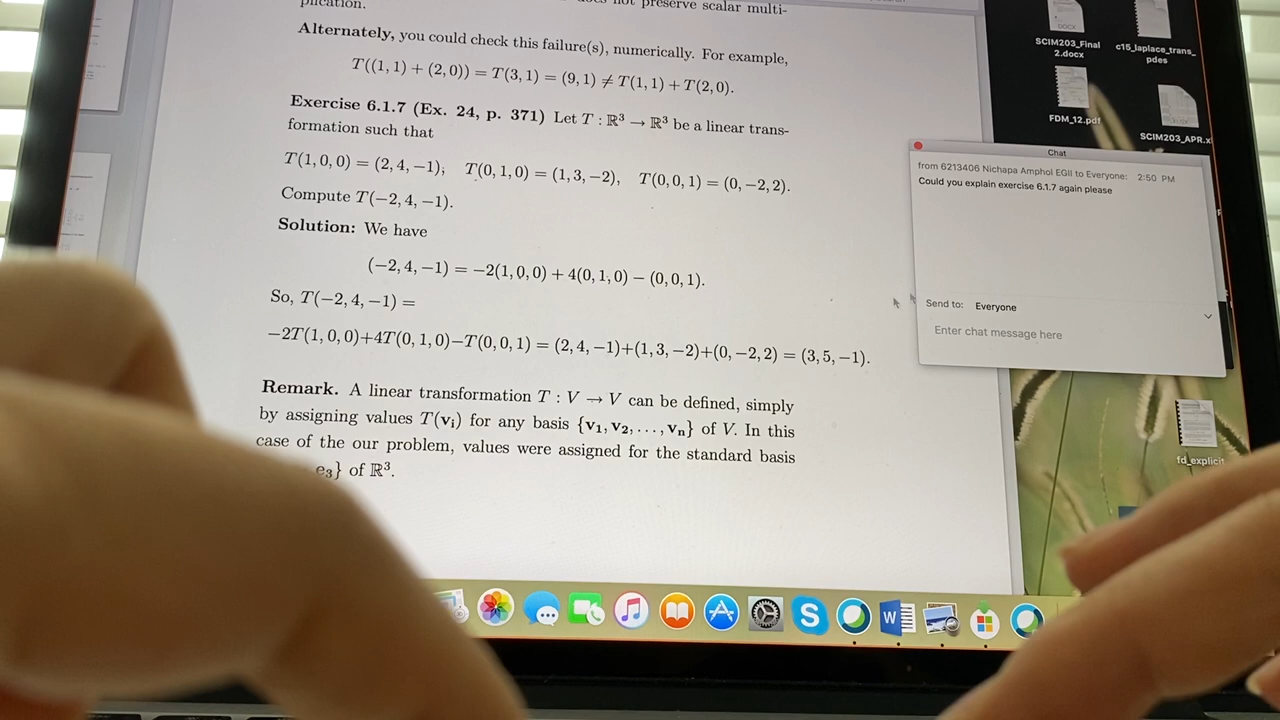 plication.
not preserve scalar multi-
Alternately, you could check this failure(s), numerically. For example,
T((1, 1) + (2, 0)) = T(3, 1) = (9, 1) ≠ T(1, 1) + T(2, 0).
Exercise 6.1.7 (Ex. 24, p. 371) Let T : ℝ³ → ℝ³ be a linear trans-
formation such that
T(1, 0, 0) = (2, 4, −1), T(0, 1, 0) = (1, 3, −2), T(0, 0, 1) = (0, −2, 2).
Compute T(−2, 4, −1).
Solution: We have
(−2, 4, −1) = −2(1, 0, 0) + 4(0, 1, 0) − (0, 0, 1).
So, T(−2, 4, −1) =
−2T(1, 0, 0)+4T(0, 1, 0)−T(0, 0, 1) = (2, 4, −1)+(1, 3, −2)+(0, −2, 2) = (3, 5, −1).
Remark. A linear transformation T : V → V can be defined, simply
by assigning values T(v₁) for any basis {v₁, v₂, . . . , vₙ} of V. In this
case of the our problem, values were assigned for the standard basis
e₃} of ℝ³.
SCIM203_Final
2.docx
c15_laplace_trans_
pdes
FDM_12.pdf
SCIM203_APR.x
Chat
from 6213406 Nichapa Amphol EGII to Everyone: 2:50 PM
Could you explain exercise 6.1.7 again please
Send to: Everyone
Enter chat message here
fd_explicit